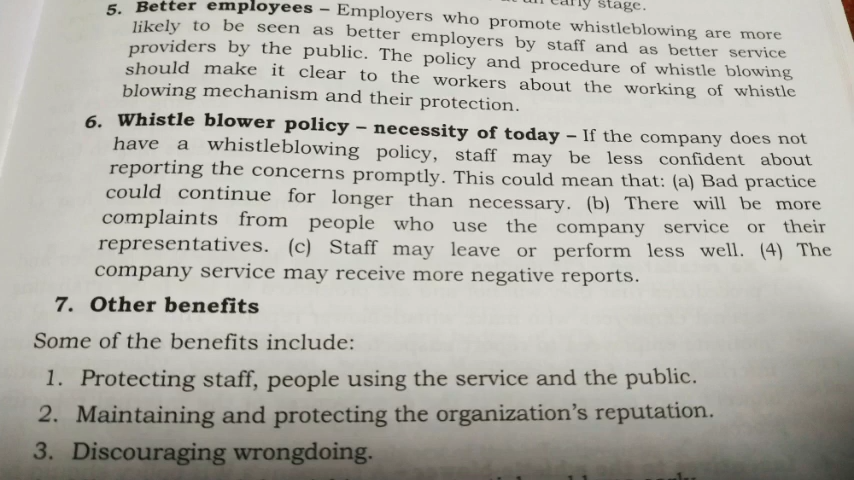 early stage.
5. Better employees – Employers who promote whistleblowing are more
likely to be seen as better employers by staff and as better service
providers by the public. The policy and procedure of whistle blowing
should make it clear to the workers about the working of whistle
blowing mechanism and their protection.
6. Whistle blower policy – necessity of today – If the company does not
have a whistleblowing policy, staff may be less confident about
reporting the concerns promptly. This could mean that: (a) Bad practice
could continue for longer than necessary. (b) There will be more
complaints from people who use the company service or their
representatives. (c) Staff may leave or perform less well. (4) The
company service may receive more negative reports.
7. Other benefits
Some of the benefits include:
1. Protecting staff, people using the service and the public.
2. Maintaining and protecting the organization's reputation.
3. Discouraging wrongdoing.